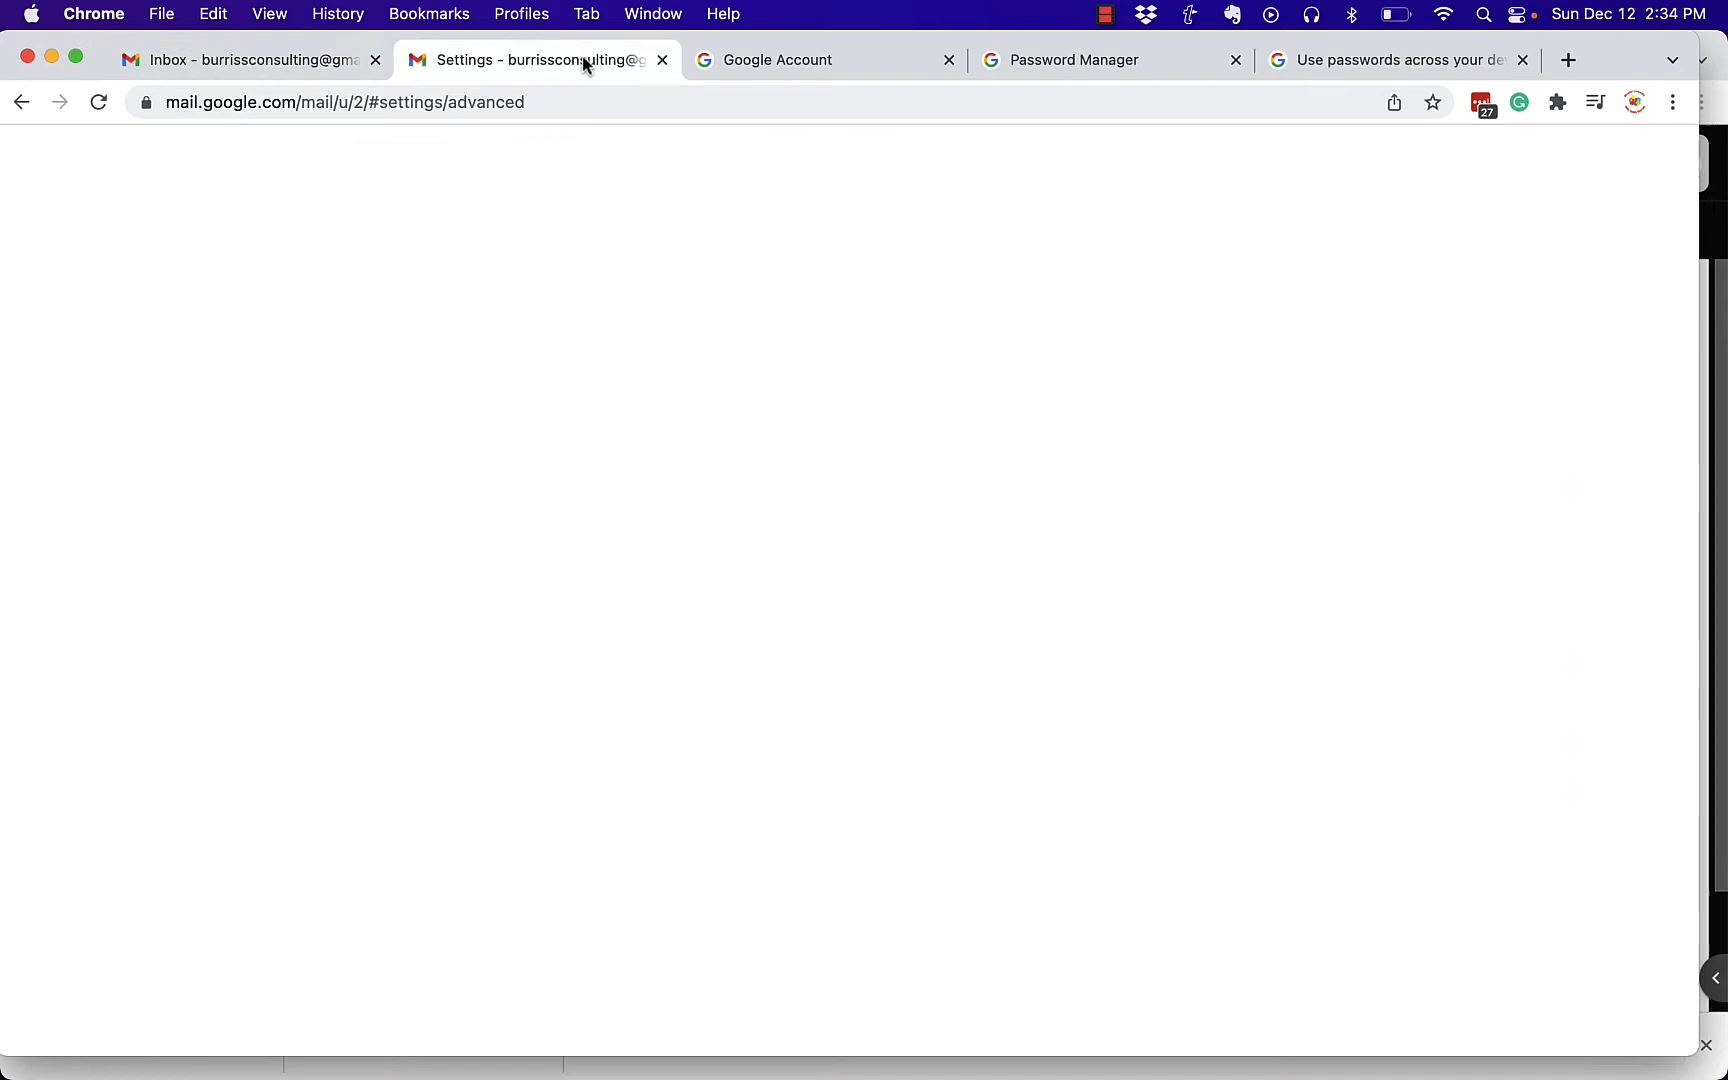 Chrome File Edit View History Bookmarks Profiles Tab Window Help Sun Dec 12 2:34 PM
Inbox - burrissconsulting@gma Settings - burrissconsulting@g Google Account Password Manager Use passwords across your de
mail.google.com/mail/u/2/#settings/advanced 27